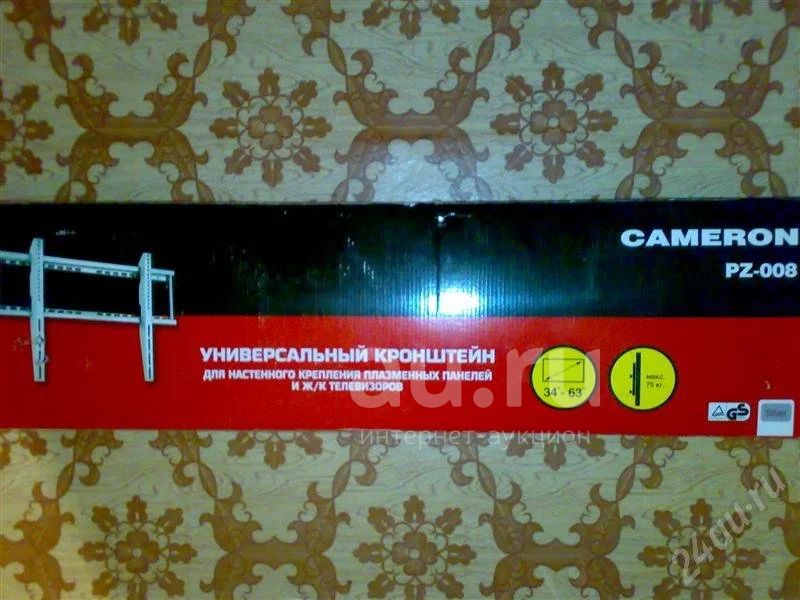 CAMERON
PZ-008
УНИВЕРСАЛЬНЫЙ КРОНШТЕЙН
ДЛЯ НАСТЕННОГО КРЕПЛЕНИЯ ПЛАЗМЕННЫХ ПАНЕЛЕЙ
И Ж/К ТЕЛЕВИЗОРОВ
34"- 63"
макс.
75 кг.
GS
Silver
au.ru
интернет-аукцион
24au.ru